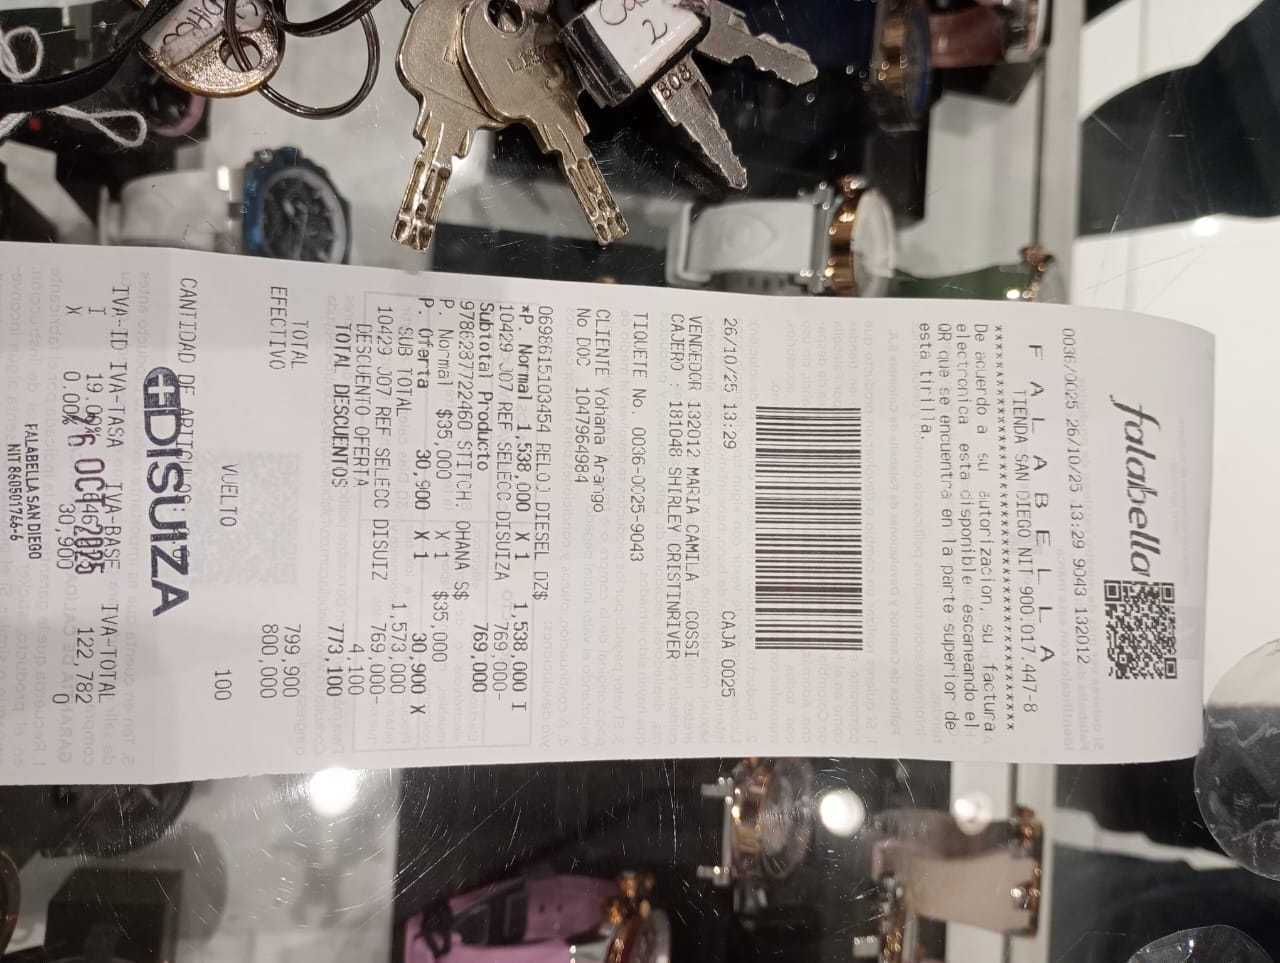 falabella
0036/0025 26/10/25 13:29 9043 132012
F A L A B E L L A
TIENDA SAN DIEGO NIT 900.017.447-8
De acuerdo a su autorizacion, su factura
electronica esta disponible escaneando el
QR que se encuentra en la parte superior de
esta tirilla.
26/10/25 13:29 CAJA 0025
VENDEDOR 132012 MARIA CAMILA COSSI
CAJERO : 181048 SHIRLEY CRISTINRIVER
TIQUETE No. 0036-0025-9043
CLIENTE Yohana Arango
No DOC 1047964984
0698615103454 RELOJ DIESEL DZ$
*P. Normal 1,538,000 X 1 1,538,000 I
10429 J07 REF SELECC DISUIZA 769,000-
Subtotal Producto 769,000
9786287722460 STITCH: OHANA S$
P. Normal $35,000 X 1 $35,000
P. Oferta 30,900 X 1 30,900 X
SUB TOTAL 1,573,000
10429 J07 REF SELECC DISUIZ 769,000-
DESCUENTO OFERTA 4,100
TOTAL DESCUENTOS 773,100
TOTAL 799,900
EFECTIVO 800,000
VUELTO 100
CANTIDAD DE
DISUIZA
IVA-ID IVA-TASA IVA-BASE IVA-TOTAL
I 19.00% 122,782
X 0.00% 30,900 0
26 OCT 2025
FALABELLA SAN DIEGO
NIT 860501766-6
2
808